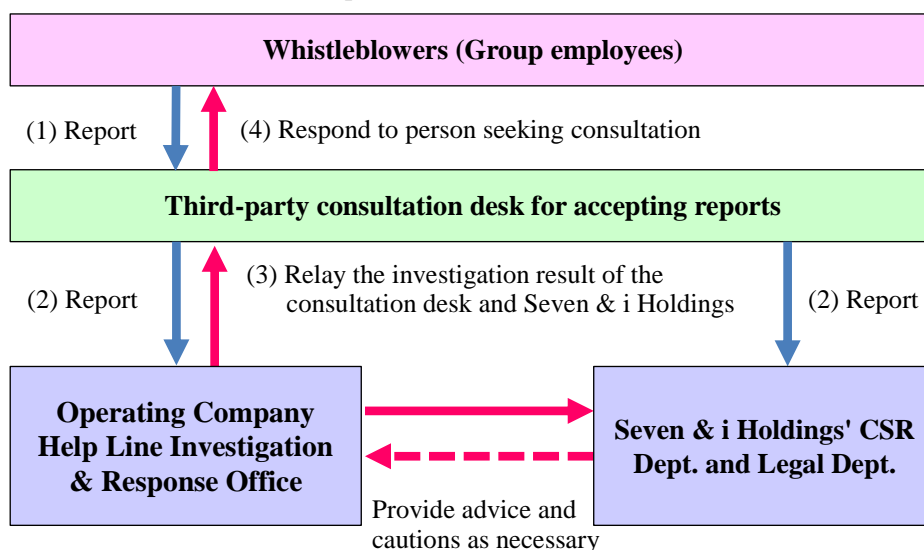 Whistleblowers (Group employees)
(1) Report
(4) Respond to person seeking consultation
Third-party consultation desk for accepting reports
(2) Report
(3) Relay the investigation result of the
consultation desk and Seven & i Holdings
(2) Report
Operating Company
Help Line Investigation
& Response Office
Seven & i Holdings' CSR
Dept. and Legal Dept.
Provide advice and
cautions as necessary